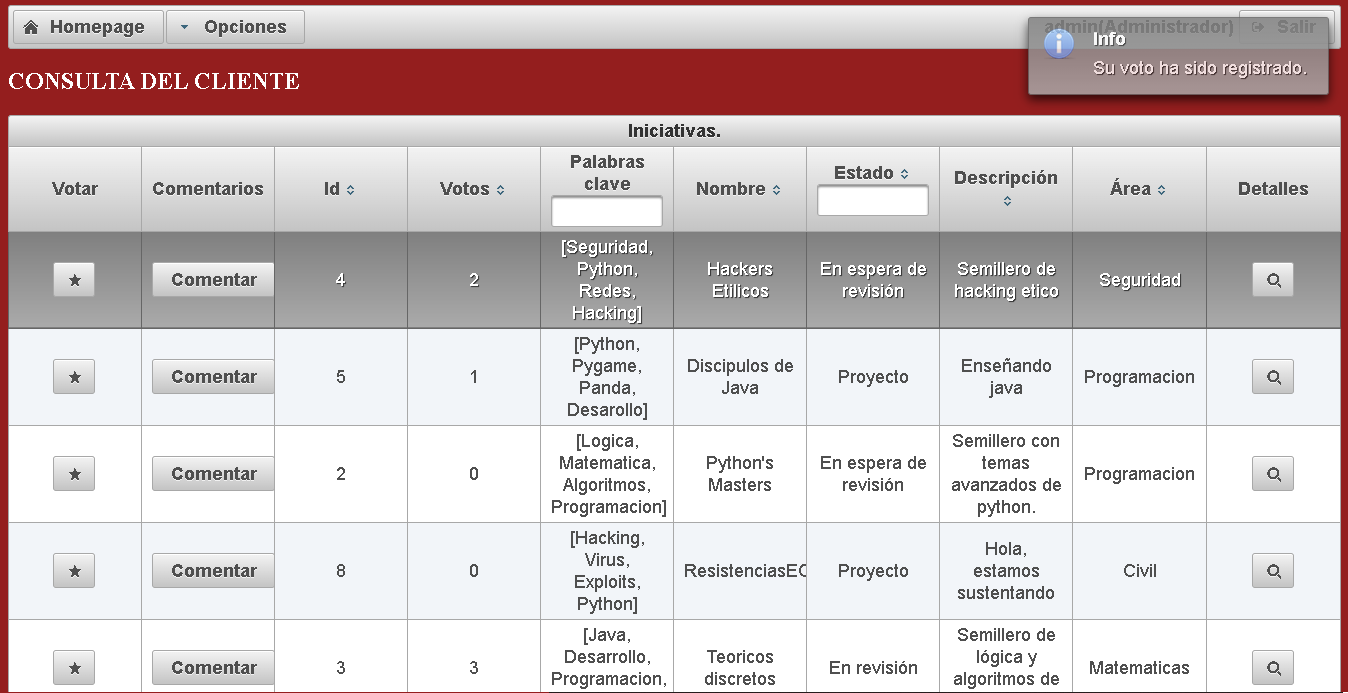 Homepage
Opciones
admin(Administrador)
Salir
Info
Su voto ha sido registrado.
CONSULTA DEL CLIENTE
Iniciativas.
Votar
Comentarios
Id
Votos
Palabras
clave
Nombre
Estado
Descripción
Área
Detalles
Comentar
4
2
[Seguridad,
Python,
Redes,
Hacking]
Hackers
Etilicos
En espera de
revisión
Semillero de
hacking etico
Seguridad
Comentar
5
1
[Python,
Pygame,
Panda,
Desarollo]
Discipulos de
Java
Proyecto
Enseñando
java
Programacion
Comentar
2
0
[Logica,
Matematica,
Algoritmos,
Programacion]
Python's
Masters
En espera de
revisión
Semillero con
temas
avanzados de
python.
Programacion
Comentar
8
0
[Hacking,
Virus,
Exploits,
Python]
ResistenciasEC
Proyecto
Hola,
estamos
sustentando
Civil
Comentar
3
3
[Java,
Desarrollo,
Programacion,
Teoricos
discretos
En revisión
Semillero de
lógica y
algoritmos de
Matematicas